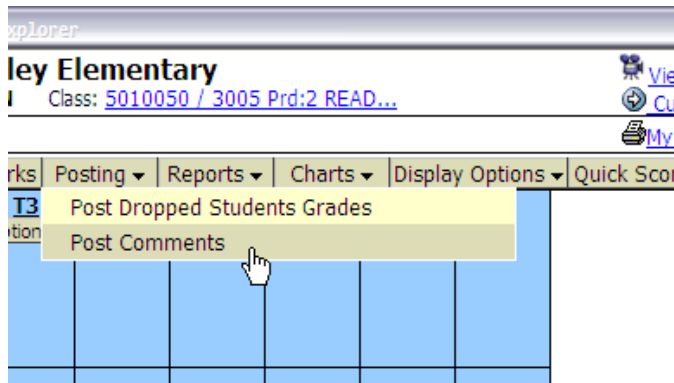 xplorer
ley Elementary
Class: 5010050 / 3005 Prd:2 READ...
Vie
Cu
My
rks Posting Reports Charts Display Options Quick Scor
T3
Post Dropped Students Grades
otion
Post Comments